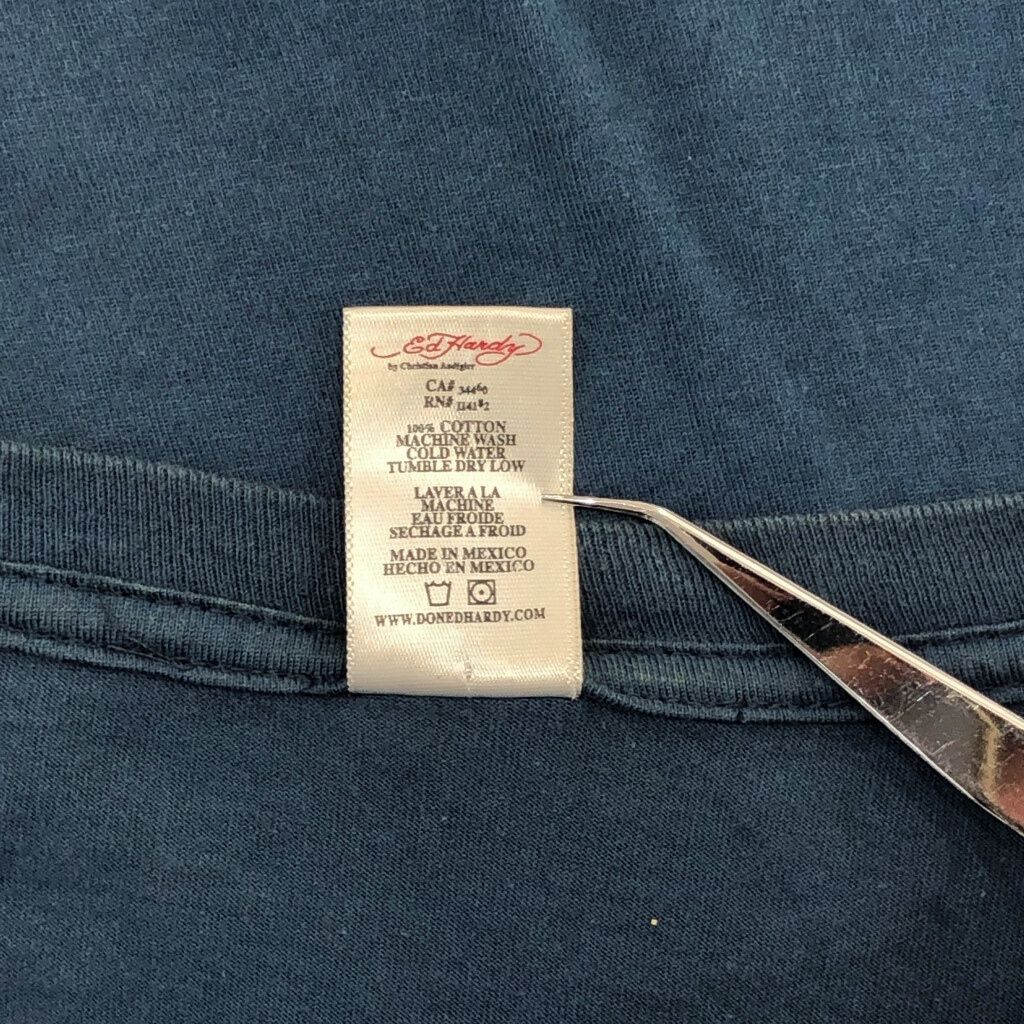 Ed Hardy
by Christian Audigier
CA# 34460
RN#
100% COTTON
MACHINE WASH
COLD WATER
TUMBLE DRY LOW
LAVER A LA
MACHINE
EAU FROIDE
SECHAGE A FROID
MADE IN MEXICO
HECHO EN MEXICO
WWW.DONEDHARDY.COM